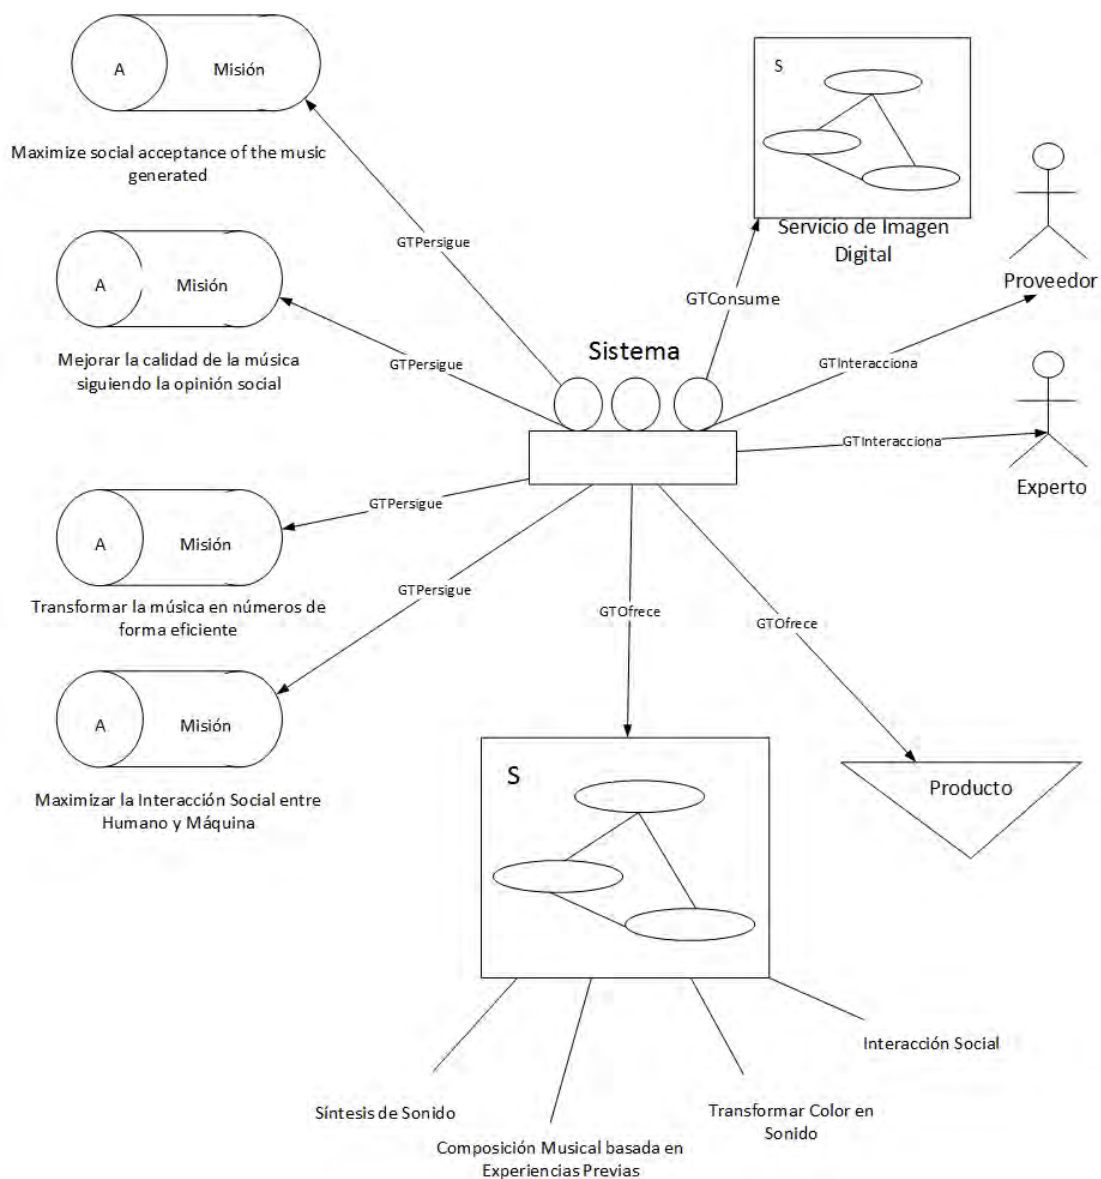 A
Misión
Maximize social acceptance of the music
generated
S
Servicio de Imagen
Digital
Proveedor
GTPersigue
A
Misión
Mejorar la calidad de la música
siguiendo la opinión social
GTConsume
Sistema
GTPersigue
GTInteracciona
GTInteracciona
Experto
A
Misión
Transformar la música en números de
forma eficiente
GTPersigue
GTPersigue
GTOfrece
GTOfrece
A
Misión
Maximizar la Interacción Social entre
Humano y Máquina
S
Producto
Interacción Social
Síntesis de Sonido
Transformar Color en
Sonido
Composición Musical basada en
Experiencias Previas